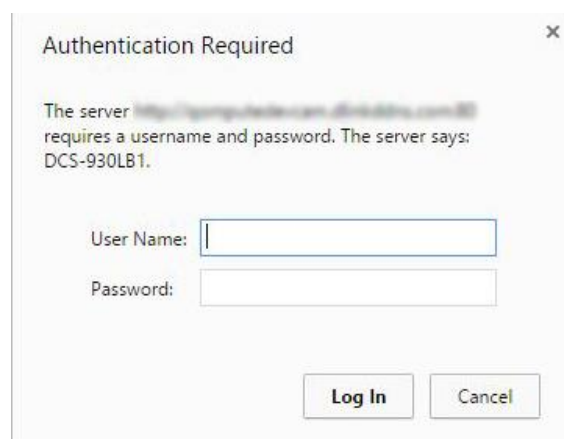 Authentication Required
The server
requires a username and password. The server says:
DCS-930LB1.
User Name:
Password:
Log In
Cancel